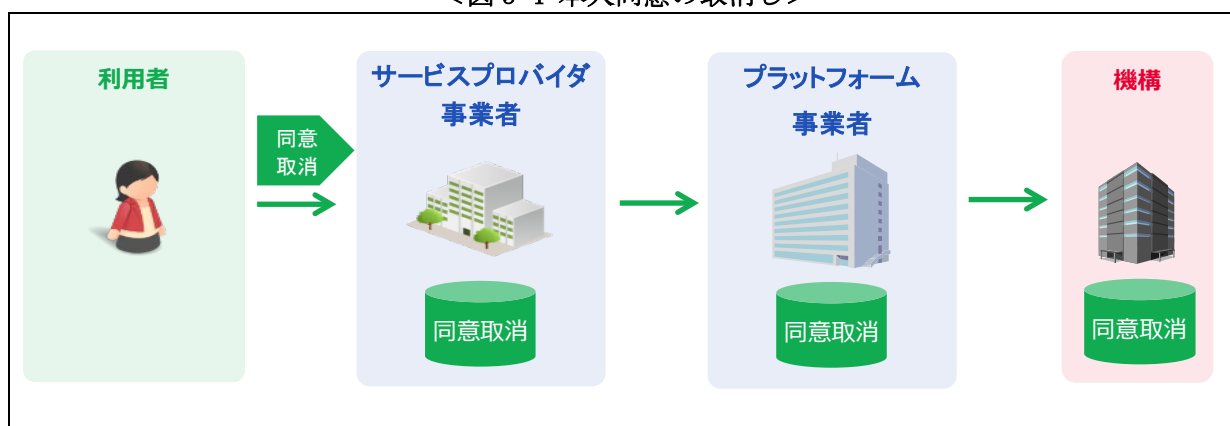 利用者
同意
取消
サービスプロバイダ
事業者
同意取消
プラットフォーム
事業者
同意取消
機構
同意取消